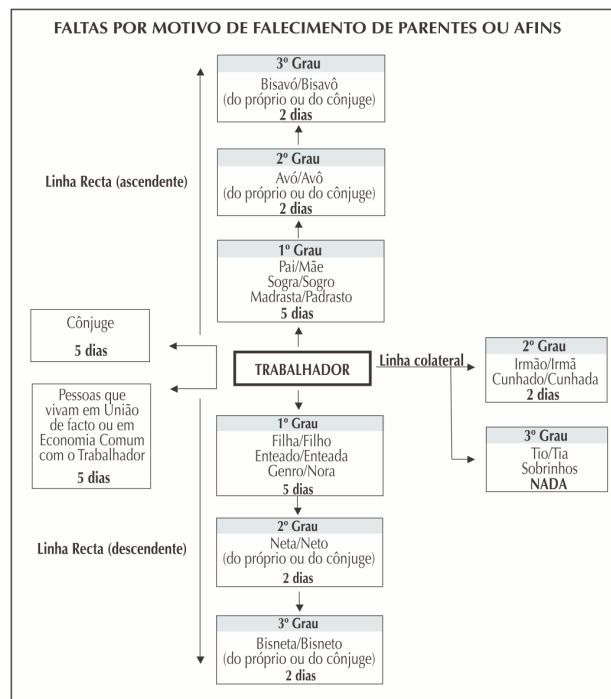 FALTAS POR MOTIVO DE FALECIMENTO DE PARENTES OU AFINS
3º Grau
Bisavó/Bisavô
(do próprio ou do cônjuge)
2 dias
Linha Recta (ascendente)
2º Grau
Avó/Avô
(do próprio ou do cônjuge)
2 dias
1º Grau
Pai/Mãe
Sogra/Sogro
Madrasta/Padrasto
5 dias
Cônjuge
5 dias
TRABALHADOR
Linha colateral
2º Grau
Irmão/Irmã
Cunhado/Cunhada
2 dias
Pessoas que
vivam em União
de facto ou em
Economia Comum
com o Trabalhador
5 dias
1º Grau
Filha/Filho
Enteado/Enteada
Genro/Nora
5 dias
3º Grau
Tio/Tia
Sobrinhos
NADA
Linha Recta (descendente)
2º Grau
Neta/Neto
(do próprio ou do cônjuge)
2 dias
3º Grau
Bisneta/Bisneto
(do próprio ou do cônjuge)
2 dias